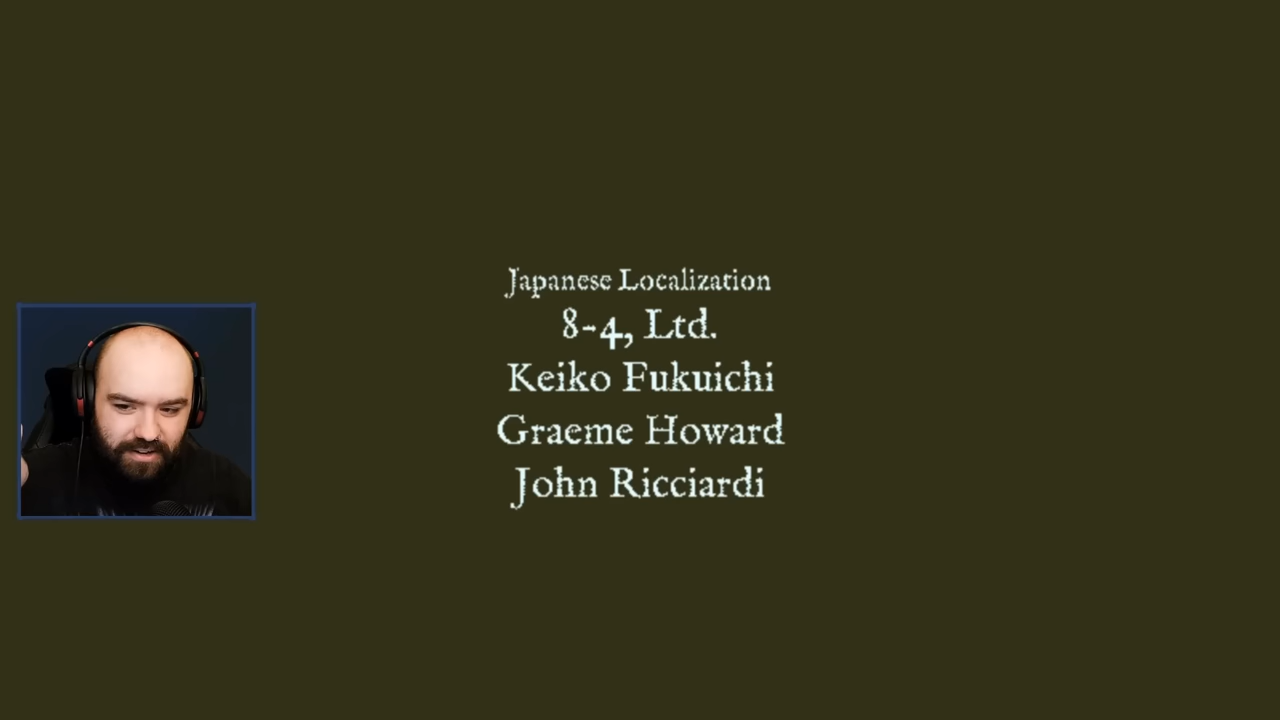 Japanese Localization
8-4, Ltd.
Keiko Fukuichi
Graeme Howard
John Ricciardi